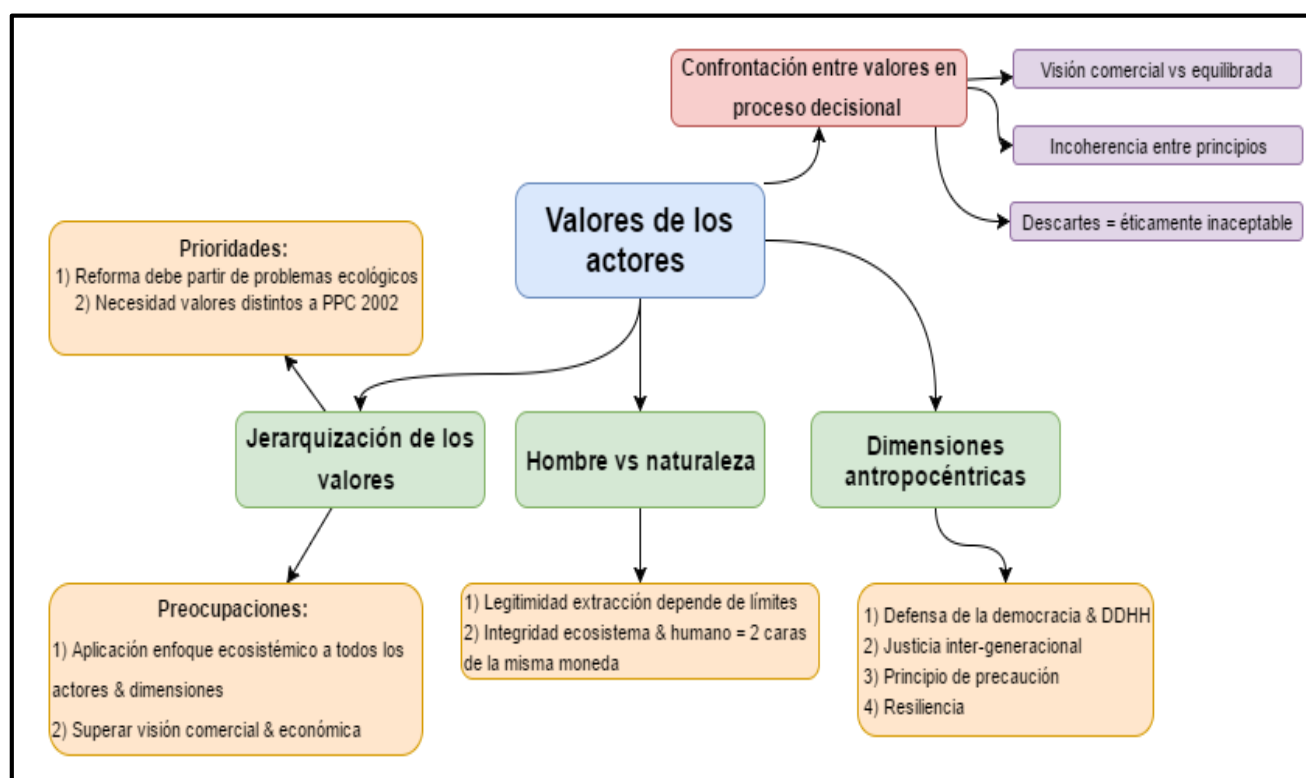 Confrontación entre valores en
proceso decisional
Visión comercial vs equilibrada
Incoherencia entre principios
Descartes = éticamente inaceptable
Valores de los
actores
Prioridades:
1) Reforma debe partir de problemas ecológicos
2) Necesidad valores distintos a PPC 2002
Jerarquización de los
valores
Hombre vs naturaleza
Dimensiones
antropocéntricas
Preocupaciones:
1) Aplicación enfoque ecosistémico a todos los
actores & dimensiones
2) Superar visión comercial & económica
1) Legitimidad extracción depende de límites
2) Integridad ecosistema & humano = 2 caras
de la misma moneda
1) Defensa de la democracia & DDHH
2) Justicia inter-generacional
3) Principio de precaución
4) Resiliencia